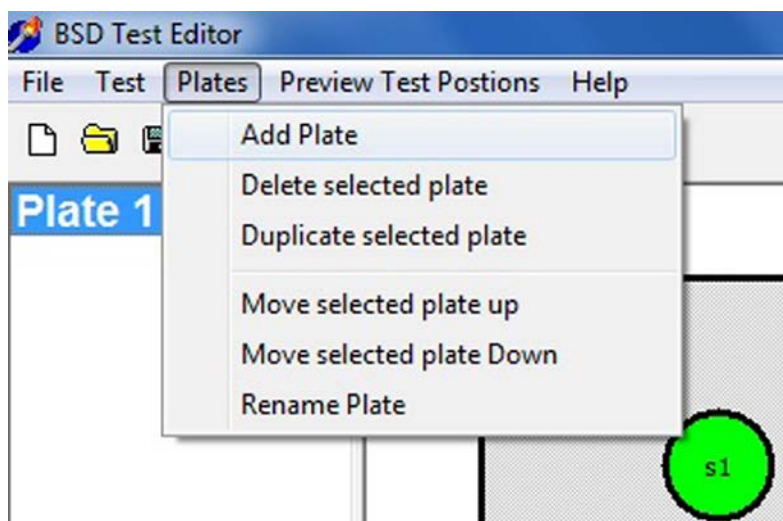 BSD Test Editor
File Test Plates Preview Test Postions Help
Add Plate
Delete selected plate
Duplicate selected plate
Plate 1
Move selected plate up
Move selected plate Down
Rename Plate
s1